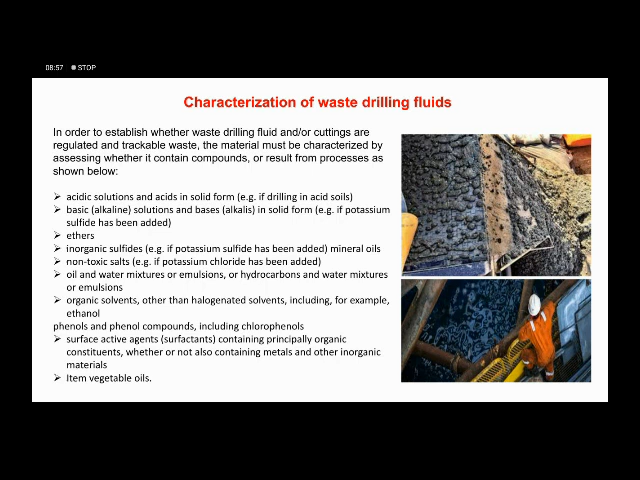 08:57 STOP
Characterization of waste drilling fluids
In order to establish whether waste drilling fluid and/or cuttings are
regulated and trackable waste, the material must be characterized by
assessing whether it contain compounds, or result from processes as
shown below:
➢ acidic solutions and acids in solid form (e.g. if drilling in acid soils)
➢ basic (alkaline) solutions and bases (alkalis) in solid form (e.g. if potassium
sulfide has been added)
➢ ethers
➢ inorganic sulfides (e.g. if potassium sulfide has been added) mineral oils
➢ non-toxic salts (e.g. if potassium chloride has been added)
➢ oil and water mixtures or emulsions, or hydrocarbons and water mixtures
or emulsions
➢ organic solvents, other than halogenated solvents, including, for example,
ethanol
phenols and phenol compounds, including chlorophenols
➢ surface active agents (surfactants) containing principally organic
constituents, whether or not also containing metals and other inorganic
materials
➢ Item vegetable oils.